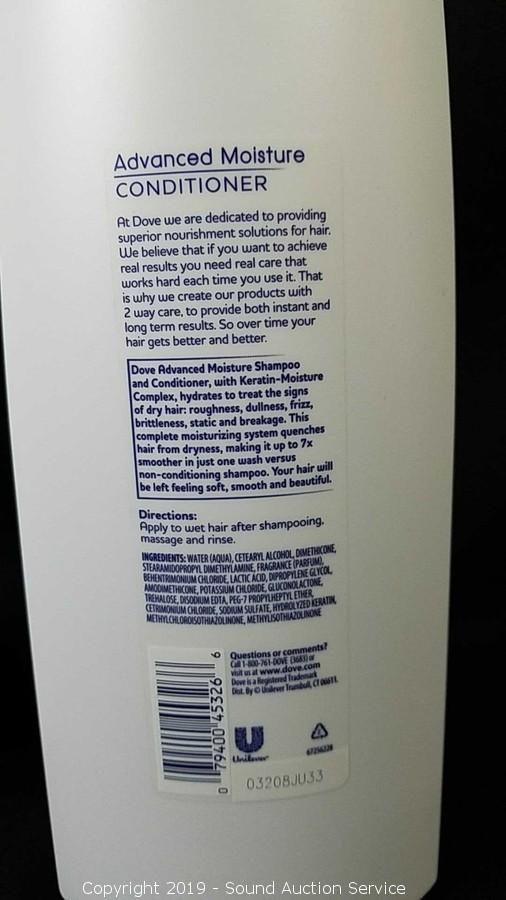 Advanced Moisture
CONDITIONER
At Dove we are dedicated to providing
superior nourishment solutions for hair.
We believe that if you want to achieve
real results you need real care that
works hard each time you use it. That
is why we create our products with
2 way care, to provide both instant and
long term results. So over time your
hair gets better and better.
Dove Advanced Moisture Shampoo
and Conditioner, with Keratin-Moisture
Complex, hydrates to treat the signs
of dry hair: roughness, dullness, frizz,
brittleness, static and breakage. This
complete moisturizing system quenches
hair from dryness, making it up to 7x
smoother in just one wash versus
non-conditioning shampoo. Your hair will
be left feeling soft, smooth and beautiful.
Directions:
Apply to wet hair after shampooing,
massage and rinse.
INGREDIENTS: WATER (AQUA), CETEARYL ALCOHOL, DIMETHICONE,
STEARAMIDOPROPYL DIMETHYLAMINE, FRAGRANCE (PARFUM),
BEHENTRIMONIUM CHLORIDE, LACTIC ACID, DIPROPYLENE GLYCOL,
AMODIMETHICONE, POTASSIUM CHLORIDE, GLUCONOLACTONE,
TREHALOSE, DISODIUM EDTA, PEG-7 PROPYLHEPTYL ETHER,
CETRIMONIUM CHLORIDE, SODIUM SULFATE, HYDROLYZED KERATIN,
METHYLCHLOROISOTHIAZOLINONE, METHYLISOTHIAZOLINONE
Questions or comments?
Call 1-800-761-DOVE (3683) or
visit us at www.dove.com
Dove is a Registered Trademark
Dist. By © Unilever Trumbull, CT 06611.
0 79400 45326 6
Unilever
67256228
03208JU33
Copyright 2019 - Sound Auction Service